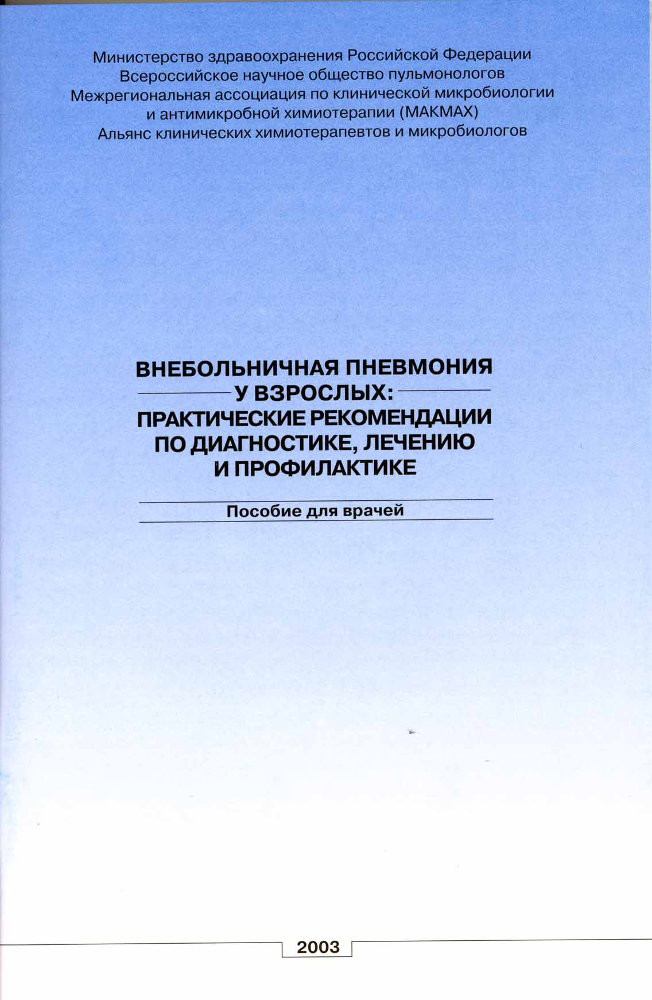 Министерство здравоохранения Российской Федерации
Всероссийское научное общество пульмонологов
Межрегиональная ассоциация по клинической микробиологии
и антимикробной химиотерапии (МАКМАХ)
Альянс клинических химиотерапевтов и микробиологов
ВНЕБОЛЬНИЧНАЯ ПНЕВМОНИЯ
У ВЗРОСЛЫХ:
ПРАКТИЧЕСКИЕ РЕКОМЕНДАЦИИ
ПО ДИАГНОСТИКЕ, ЛЕЧЕНИЮ
И ПРОФИЛАКТИКЕ
Пособие для врачей
2003